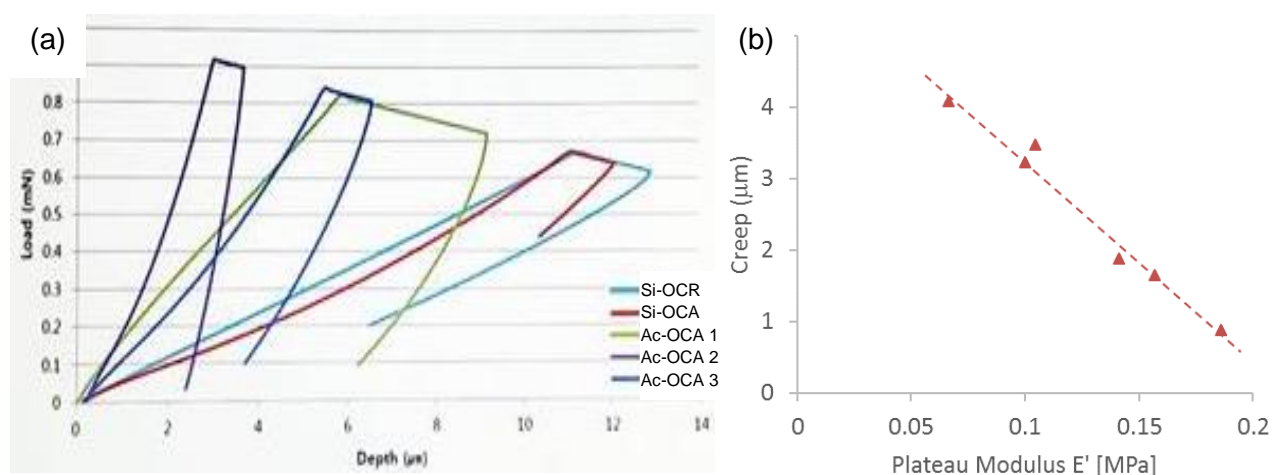 (a)
Load (mN)
0.8
0.7
0.6
0.5
0.4
0.3
0.2
0.1
0
0
2
4
6
8
10
12
14
Depth (μm)
Si-OCR
Si-OCA
Ac-OCA 1
Ac-OCA 2
Ac-OCA 3
(b)
Creep (μm)
4
3
2
1
0
0
0.05
0.1
0.15
0.2
Plateau Modulus E' [MPa]